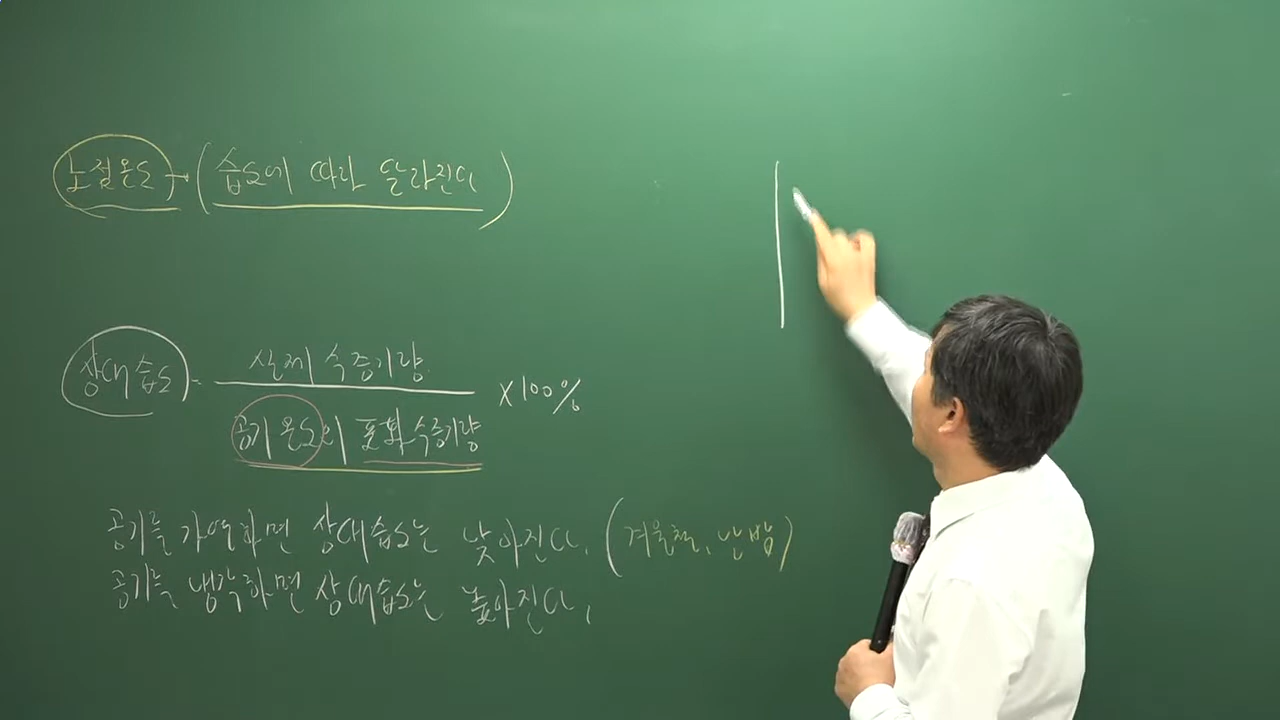 노점온도 → (습도에 따라 달라진다)
상대습도 = 실제 수증기량 / 공기 온도의 포화수증기량 × 100%
공기를 가열하면 상대습도는 낮아진다. (겨울철, 난방)
공기를 냉각하면 상대습도는 높아진다.